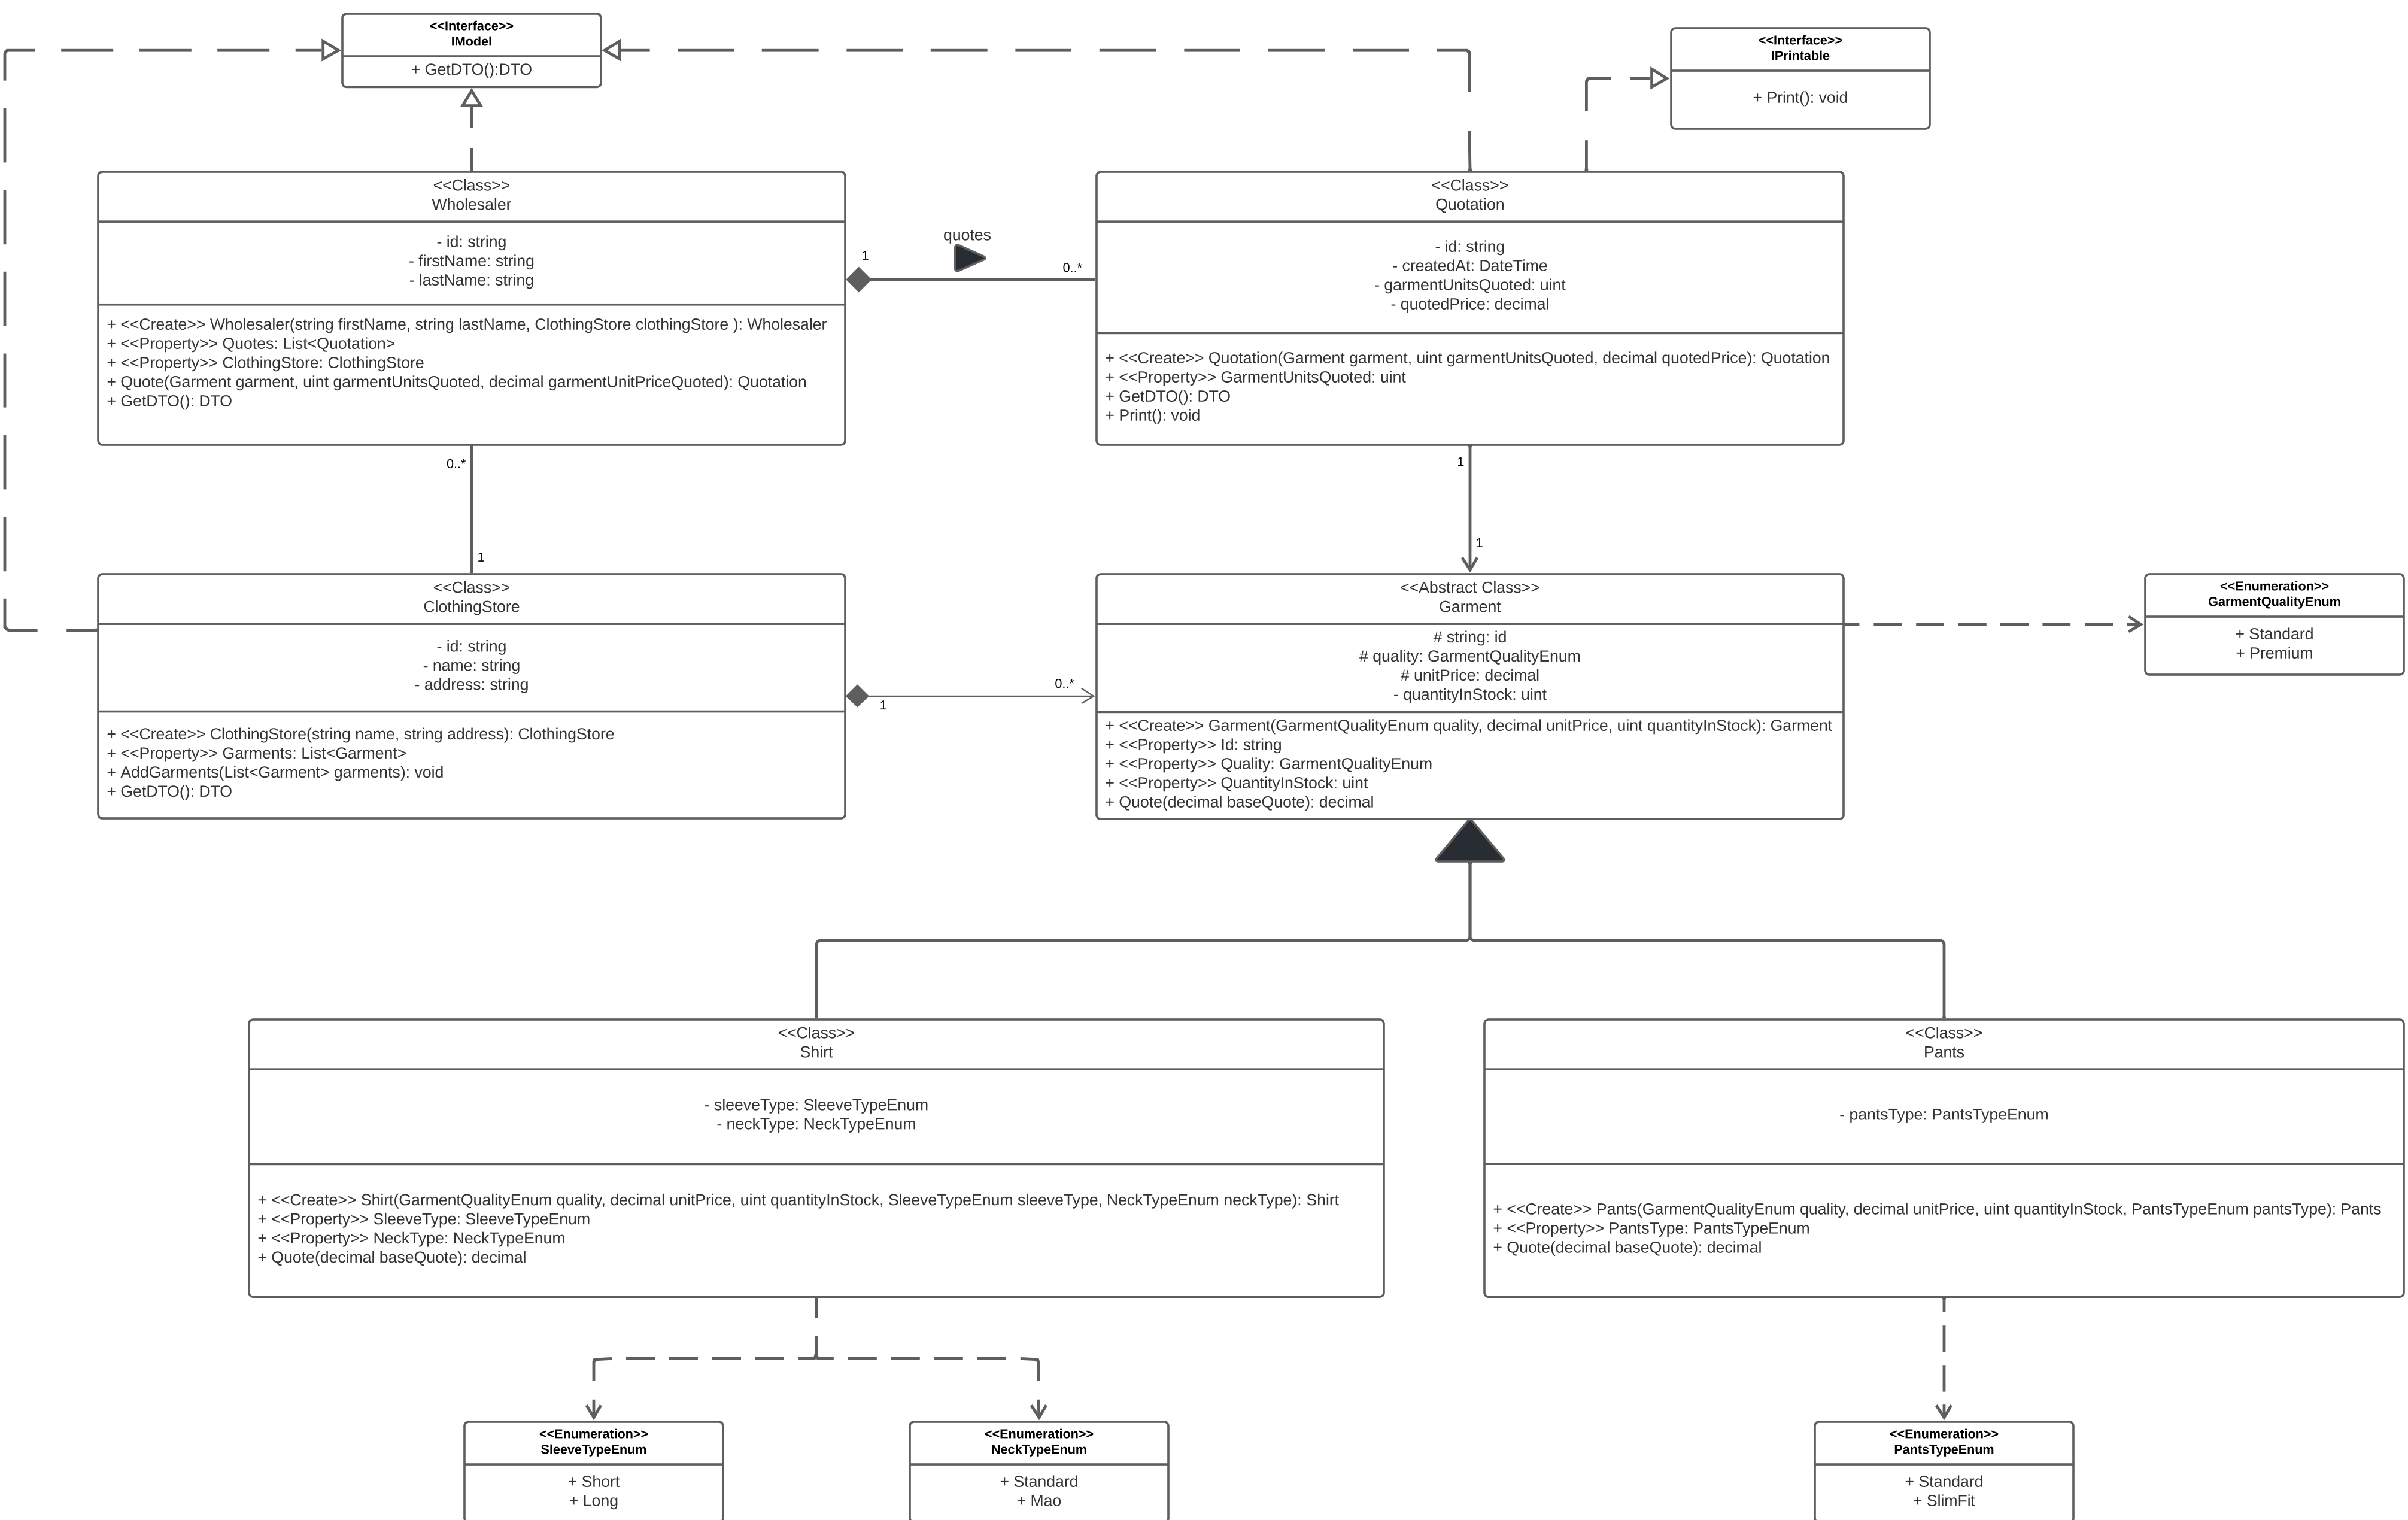 <<Interface>>
IModel
+ GetDTO():DTO
<<Interface>>
IPrintable
+ Print(): void
<<Class>>
Wholesaler
- id: string
- firstName: string
- lastName: string
+ <<Create>> Wholesaler(string firstName, string lastName, ClothingStore clothingStore ): Wholesaler
+ <<Property>> Quotes: List<Quotation>
+ <<Property>> ClothingStore: ClothingStore
+ Quote(Garment garment, uint garmentUnitsQuoted, decimal garmentUnitPriceQuoted): Quotation
+ GetDTO(): DTO
quotes
1
0..*
<<Class>>
Quotation
- id: string
- createdAt: DateTime
- garmentUnitsQuoted: uint
- quotedPrice: decimal
+ <<Create>> Quotation(Garment garment, uint garmentUnitsQuoted, decimal quotedPrice): Quotation
+ <<Property>> GarmentUnitsQuoted: uint
+ GetDTO(): DTO
+ Print(): void
0..*
1
1
1
<<Class>>
ClothingStore
- id: string
- name: string
- address: string
+ <<Create>> ClothingStore(string name, string address): ClothingStore
+ <<Property>> Garments: List<Garment>
+ AddGarments(List<Garment> garments): void
+ GetDTO(): DTO
1
0..*
<<Abstract Class>>
Garment
# string: id
# quality: GarmentQualityEnum
# unitPrice: decimal
- quantityInStock: uint
+ <<Create>> Garment(GarmentQualityEnum quality, decimal unitPrice, uint quantityInStock): Garment
+ <<Property>> Id: string
+ <<Property>> Quality: GarmentQualityEnum
+ <<Property>> QuantityInStock: uint
+ Quote(decimal baseQuote): decimal
<<Enumeration>>
GarmentQualityEnum
+ Standard
+ Premium
<<Class>>
Shirt
- sleeveType: SleeveTypeEnum
- neckType: NeckTypeEnum
+ <<Create>> Shirt(GarmentQualityEnum quality, decimal unitPrice, uint quantityInStock, SleeveTypeEnum sleeveType, NeckTypeEnum neckType): Shirt
+ <<Property>> SleeveType: SleeveTypeEnum
+ <<Property>> NeckType: NeckTypeEnum
+ Quote(decimal baseQuote): decimal
<<Class>>
Pants
- pantsType: PantsTypeEnum
+ <<Create>> Pants(GarmentQualityEnum quality, decimal unitPrice, uint quantityInStock, PantsTypeEnum pantsType): Pants
+ <<Property>> PantsType: PantsTypeEnum
+ Quote(decimal baseQuote): decimal
<<Enumeration>>
SleeveTypeEnum
+ Short
+ Long
<<Enumeration>>
NeckTypeEnum
+ Standard
+ Mao
<<Enumeration>>
PantsTypeEnum
+ Standard
+ SlimFit